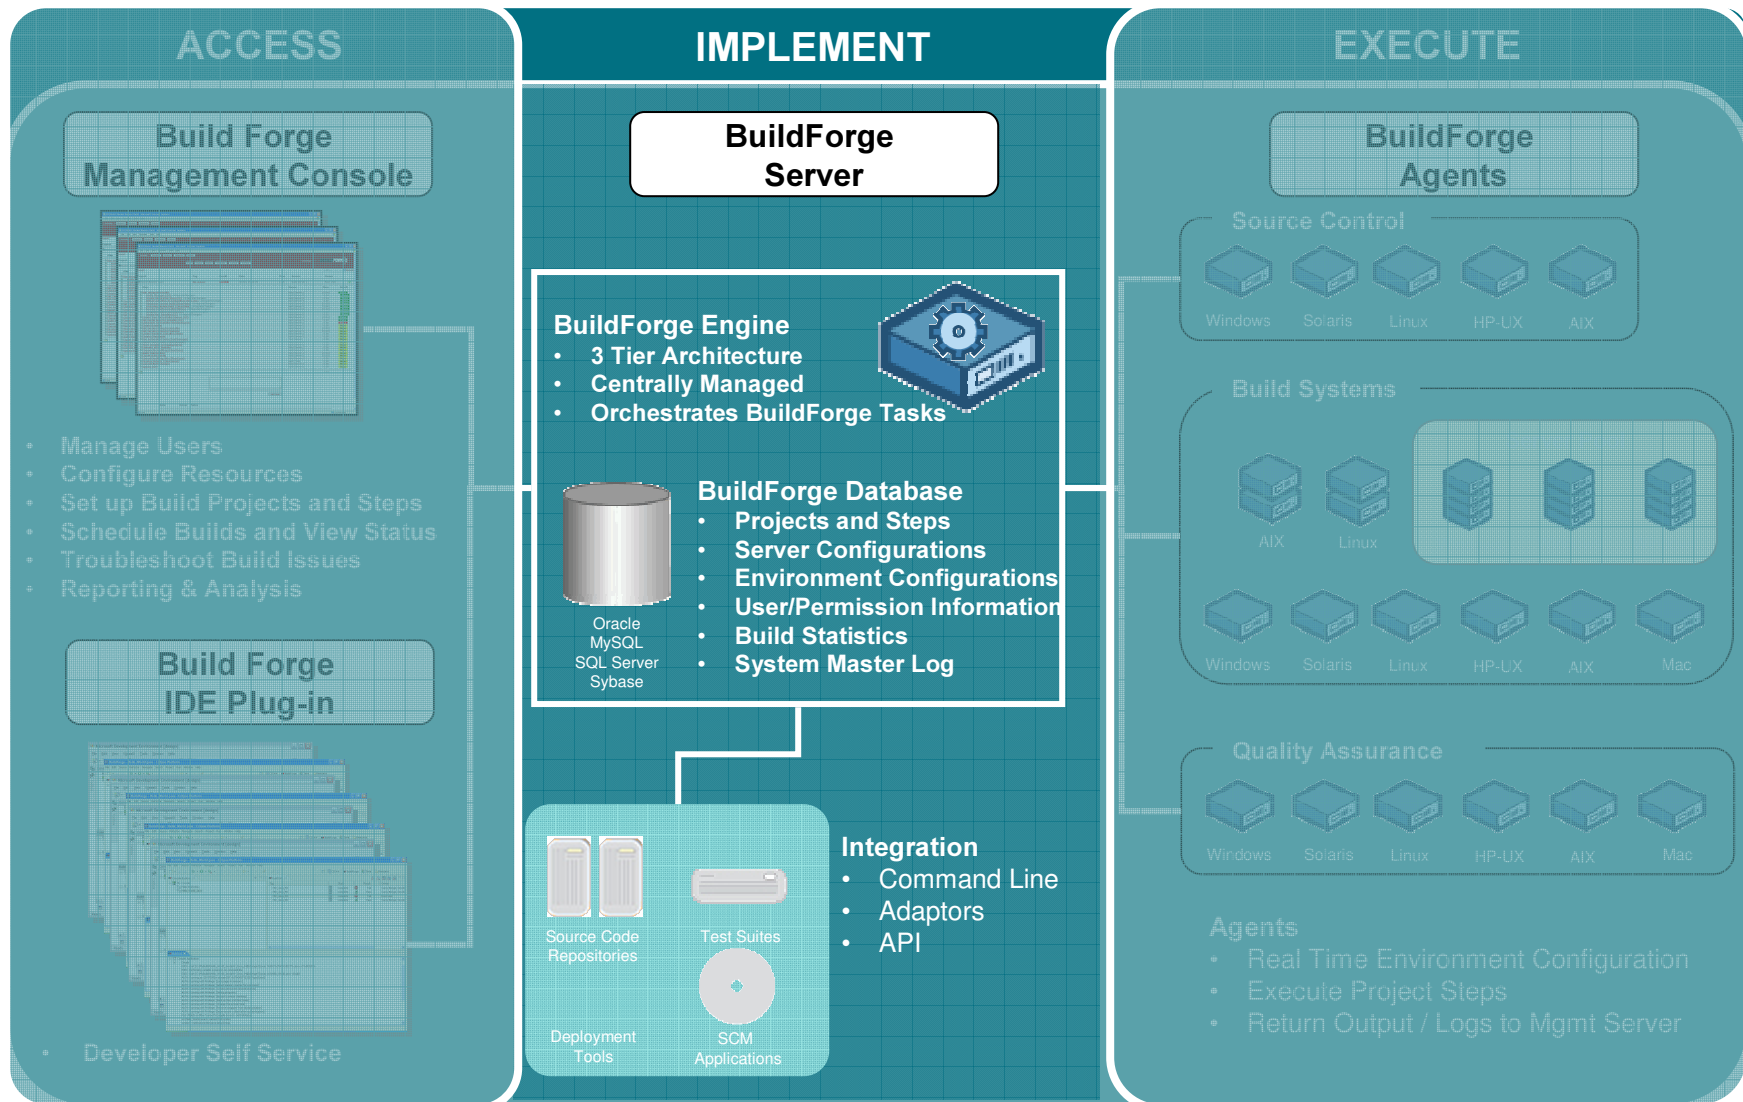 ACCESS
Build Forge
Management Console
• Manage Users
• Configure Resources
• Set up Build Projects and Steps
• Schedule Builds and View Status
• Troubleshoot Build Issues
• Reporting & Analysis
Build Forge
IDE Plug-in
• Developer Self Service
IMPLEMENT
BuildForge
Server
BuildForge Engine
• 3 Tier Architecture
• Centrally Managed
• Orchestrates BuildForge Tasks
BuildForge Database
• Projects and Steps
• Server Configurations
• Environment Configurations
• User/Permission Information
• Build Statistics
• System Master Log
Oracle
MySQL
SQL Server
Sybase
Source Code
Repositories
Test Suites
Deployment
Tools
SCM
Applications
Integration
• Command Line
• Adaptors
• API
EXECUTE
BuildForge
Agents
Source Control
Windows Solaris Linux HP-UX AIX
Build Systems
AIX Linux
Windows Solaris Linux HP-UX AIX Mac
Quality Assurance
Windows Solaris Linux HP-UX AIX Mac
Agents
• Real Time Environment Configuration
• Execute Project Steps
• Return Output / Logs to Mgmt Server